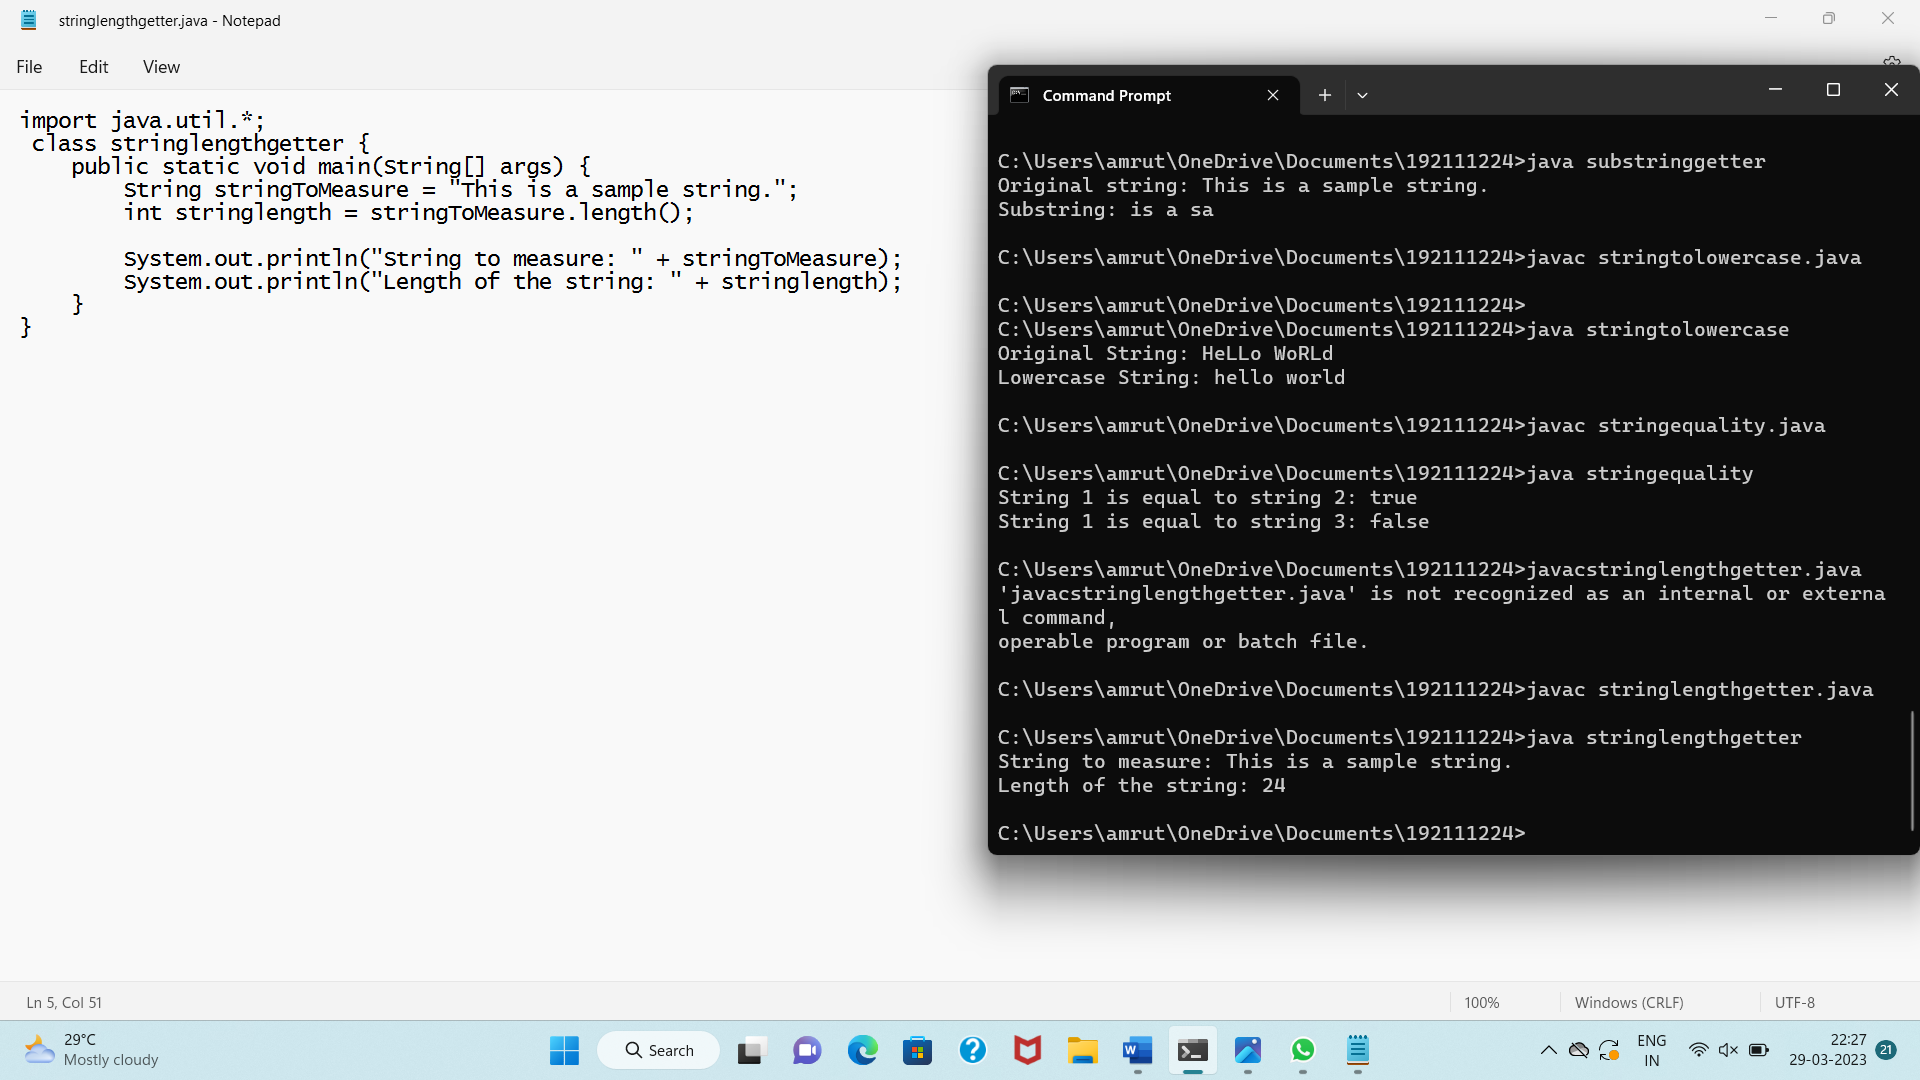 stringlengthgetter.java - Notepad
File Edit View
import java.util.*;
class stringlengthgetter {
public static void main(String[] args) {
String stringToMeasure = "This is a sample string.";
int stringlength = stringToMeasure.length();
System.out.println("String to measure: " + stringToMeasure);
System.out.println("Length of the string: " + stringlength);
}
}
Command Prompt
C:\Users\amrut\OneDrive\Documents\192111224>java substringgetter
Original string: This is a sample string.
Substring: is a sa
C:\Users\amrut\OneDrive\Documents\192111224>javac stringtolowercase.java
C:\Users\amrut\OneDrive\Documents\192111224>
C:\Users\amrut\OneDrive\Documents\192111224>java stringtolowercase
Original String: HeLLo WoRLd
Lowercase String: hello world
C:\Users\amrut\OneDrive\Documents\192111224>javac stringequality.java
C:\Users\amrut\OneDrive\Documents\192111224>java stringequality
String 1 is equal to string 2: true
String 1 is equal to string 3: false
C:\Users\amrut\OneDrive\Documents\192111224>javacstringlengthgetter.java
'javacstringlengthgetter.java' is not recognized as an internal or externa
l command,
operable program or batch file.
C:\Users\amrut\OneDrive\Documents\192111224>javac stringlengthgetter.java
C:\Users\amrut\OneDrive\Documents\192111224>java stringlengthgetter
String to measure: This is a sample string.
Length of the string: 24
C:\Users\amrut\OneDrive\Documents\192111224>
Ln 5, Col 51
100%
Windows (CRLF)
UTF-8
29°C
Mostly cloudy
Search
ENG
IN
22:27
29-03-2023
21